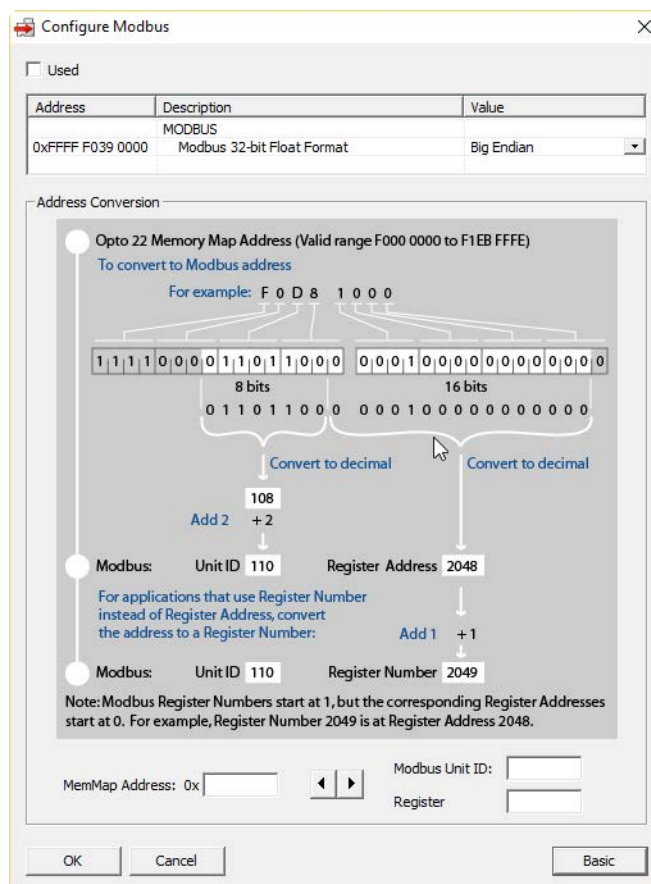 Configure Modbus
Used
Address Description Value
MODBUS
0xFFFF F039 0000 Modbus 32-bit Float Format Big Endian
Address Conversion
Opto 22 Memory Map Address (Valid range F000 0000 to F1EB FFFE)
To convert to Modbus address
For example: F 0 D 8 1 0 0 0
1 1 1 1 0 0 0 0 1 1 0 1 1 0 0 0 0 0 0 1 0 0 0 0 0 0 0 0 0 0 0 0
8 bits 16 bits
0 1 1 0 1 1 0 0 0 0 0 0 1 0 0 0 0 0 0 0 0 0 0 0
Convert to decimal Convert to decimal
108
Add 2 + 2
Modbus: Unit ID 110 Register Address 2048
For applications that use Register Number
instead of Register Address, convert
the address to a Register Number: Add 1 + 1
Modbus: Unit ID 110 Register Number 2049
Note: Modbus Register Numbers start at 1, but the corresponding Register Addresses
start at 0. For example, Register Number 2049 is at Register Address 2048.
MemMap Address: 0x
Modbus Unit ID:
Register
OK Cancel Basic